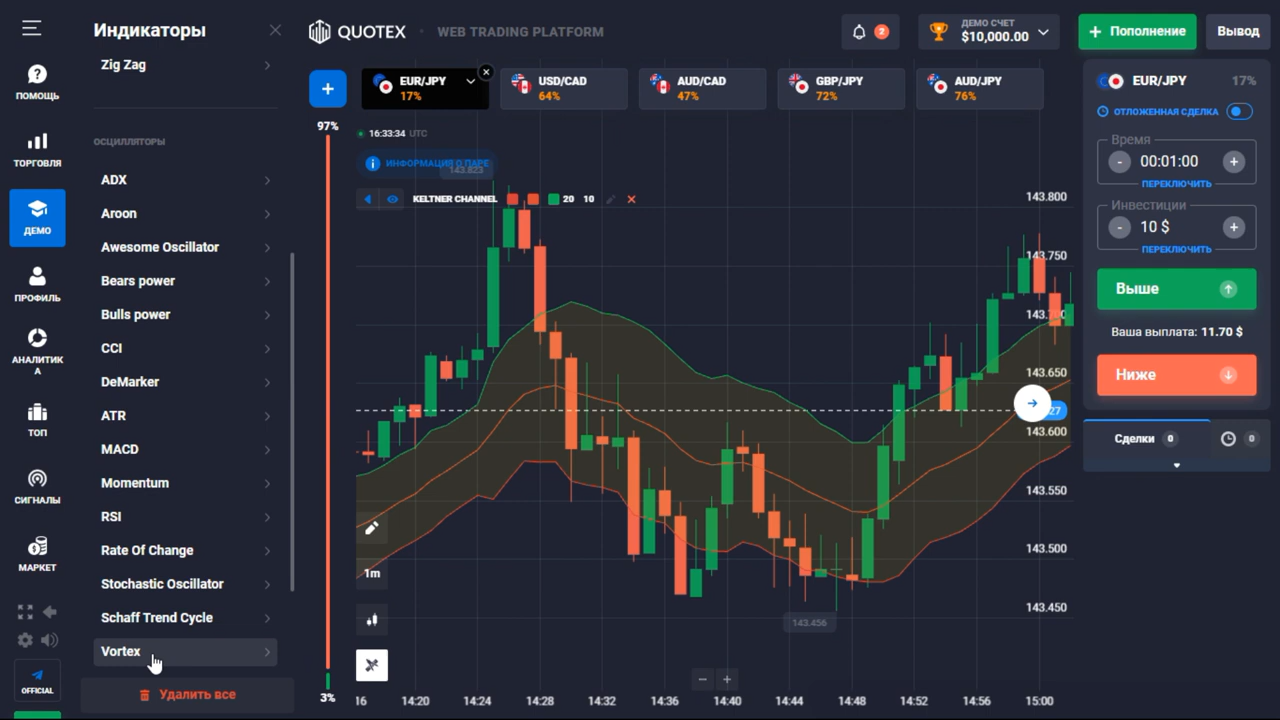 Индикаторы
QUOTEX
WEB TRADING PLATFORM
2
ДЕМО СЧЕТ
$10,000.00
+ Пополнение
Вывод
ПОМОЩЬ
ТОРГОВЛЯ
ДЕМО
ПРОФИЛЬ
АНАЛИТИК
А
ТОП
СИГНАЛЫ
МАРКЕТ
OFFICIAL
Zig Zag
ОСЦИЛЛЯТОРЫ
ADX
Aroon
Awesome Oscillator
Bears power
Bulls power
CCI
DeMarker
ATR
MACD
Momentum
RSI
Rate Of Change
Stochastic Oscillator
Schaff Trend Cycle
Vortex
Удалить все
+
EUR/JPY
17%
USD/CAD
64%
AUD/CAD
47%
GBP/JPY
72%
AUD/JPY
76%
97%
3%
16:33:34 UTC
ИНФОРМАЦИЯ О ПАРЕ
143.823
KELTNER CHANNEL 20 10
143.800
143.750
143.700
143.650
27
143.600
143.550
143.500
143.450
143.456
1m
- +
16 14:20 14:24 14:28 14:32 14:36 14:40 14:44 14:48 14:52 14:56 15:00
EUR/JPY 17%
ОТЛОЖЕННАЯ СДЕЛКА
Время
- 00:01:00 +
ПЕРЕКЛЮЧИТЬ
Инвестиции
- 10 $ +
ПЕРЕКЛЮЧИТЬ
Выше
Ваша выплата: 11.70 $
Ниже
Сделки 0
0